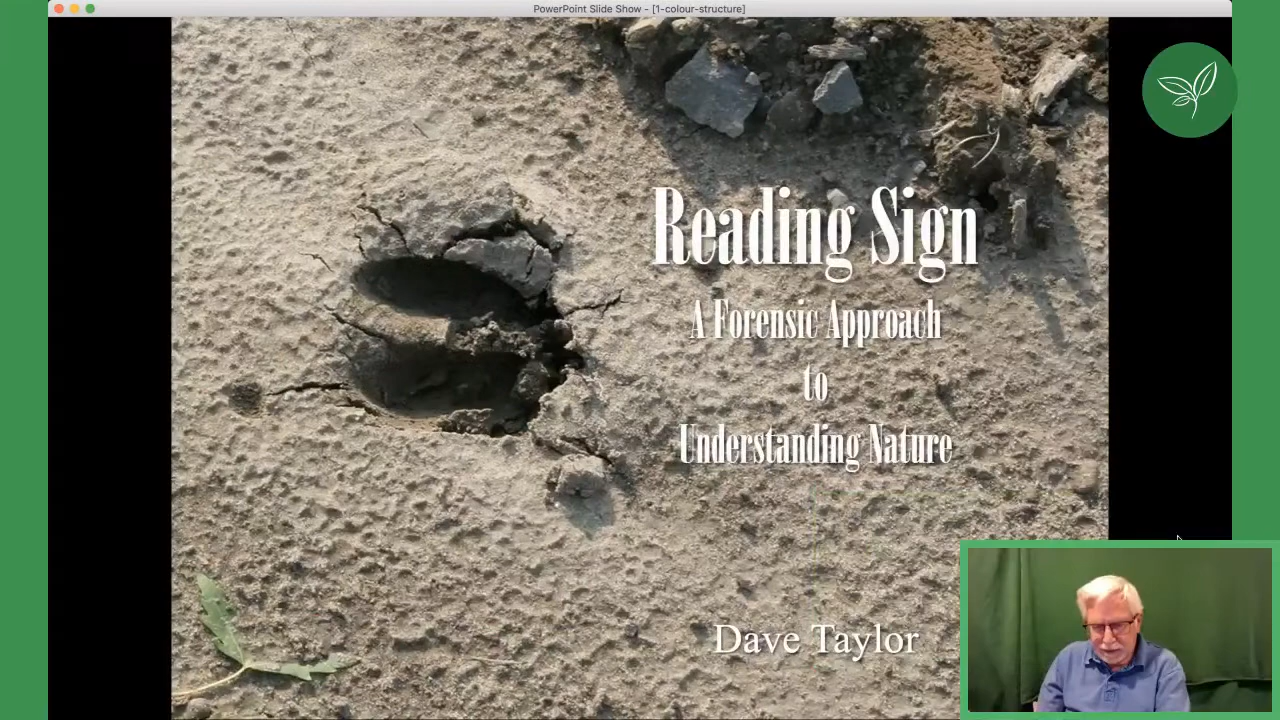 PowerPoint Slide Show - [1-colour-structure]
Reading Sign
A Forensic Approach
to
Understanding Nature
Dave Taylor